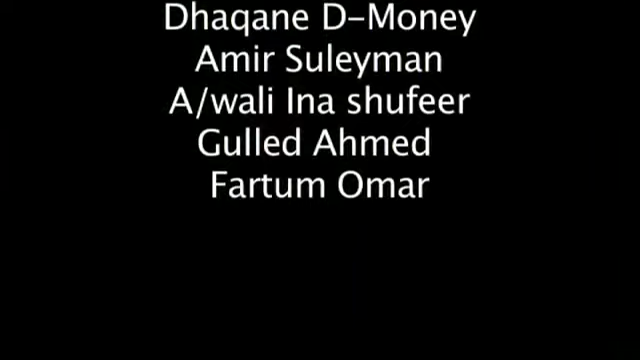 Dhaqane D-Money
Amir Suleyman
A/wali Ina shufeer
Gulled Ahmed
Fartum Omar